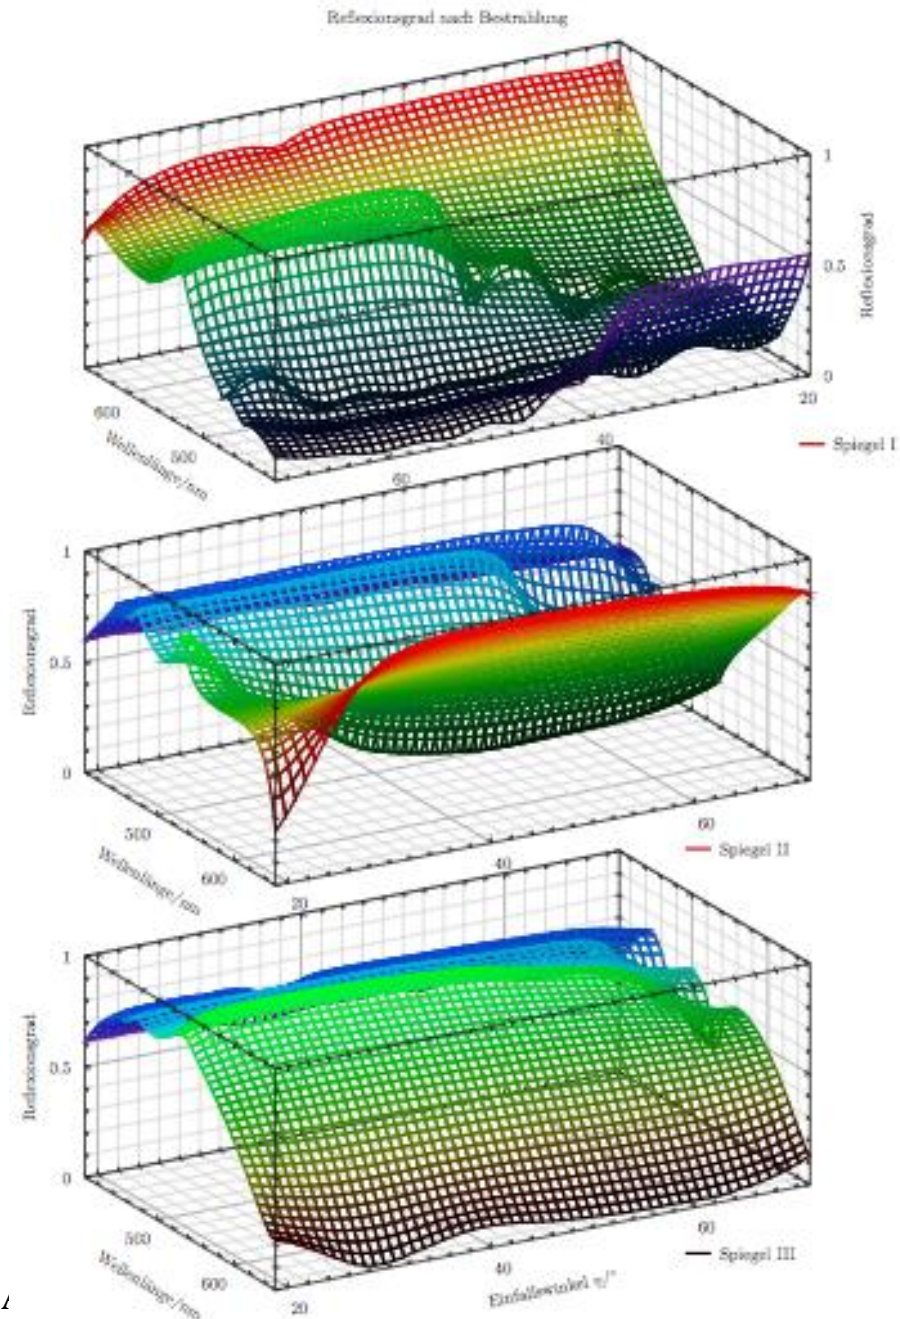 Reflexionsgrad nach Bestrahlung
1
0.5
0
Reflexionsgrad
600
500
Wellenlänge/nm
60
40
20
Spiegel I
1
0.5
0
Reflexionsgrad
500
600
Wellenlänge/nm
20
40
60
Spiegel II
1
0.5
0
Reflexionsgrad
500
600
Wellenlänge/nm
20
40
60
Einfallswinkel η/°
Spiegel III